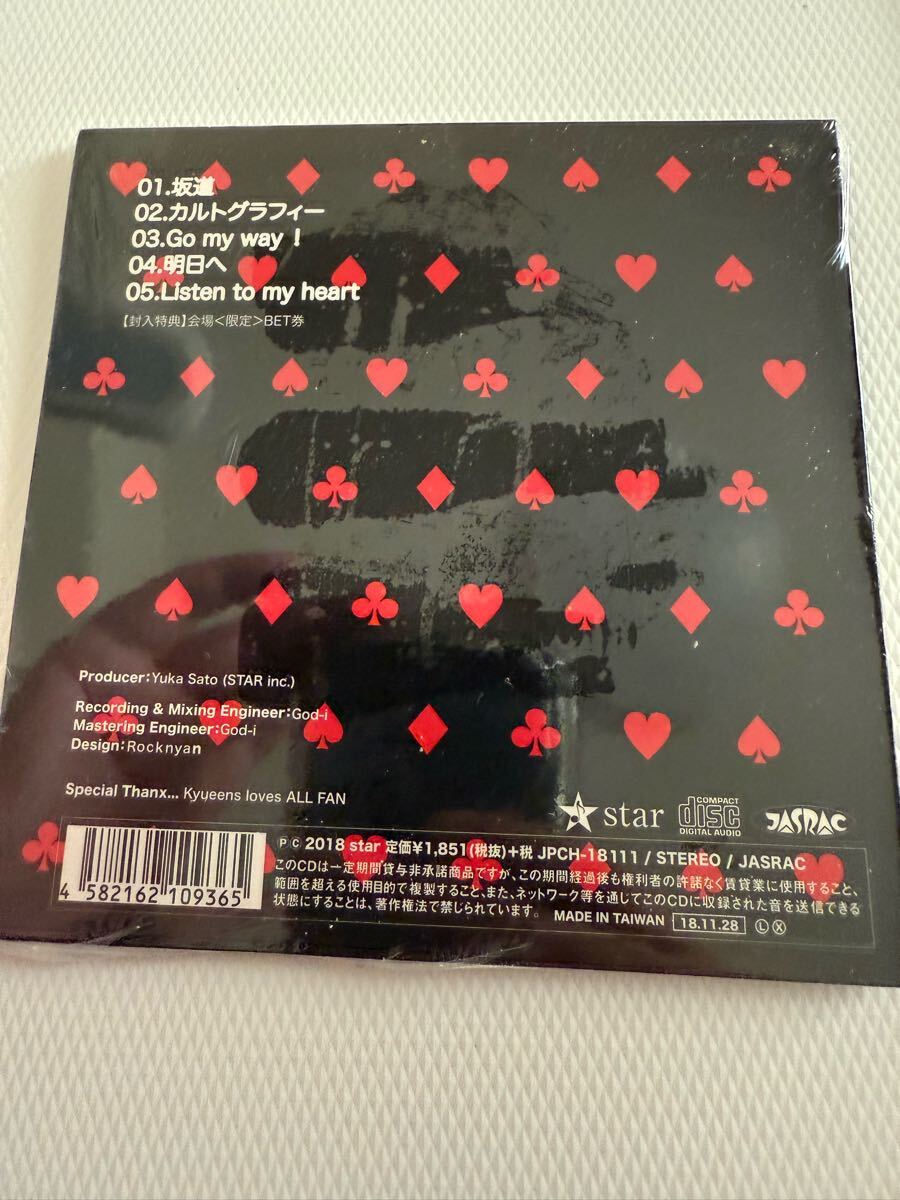 01.坂道
02.カルトグラフィー
03.Go my way！
04.明日へ
05.Listen to my heart
【封入特典】会場<限定>BET券
Producer:Yuka Sato (STAR inc.)
Recording & Mixing Engineer:God-i
Mastering Engineer:God-i
Design:Rocknyan
Special Thanx... Kyueens loves ALL FAN
star
COMPACT
disc
DIGITAL AUDIO
JASRAC
4 582162 109365
Ⓟ Ⓒ 2018 star 定価¥1,851(税抜)+税 JPCH-18111 / STEREO / JASRAC
このCDは一定期間貸与非承諾商品ですが、この期間経過後も権利者の許諾なく賃貸業に使用すること、
範囲を超える使用目的で複製すること、また、ネットワーク等を通してこのCDに収録された音を送信できる
状態にすることは、著作権法で禁じられています。 MADE IN TAIWAN 18.11.28 Ⓛ Ⓧ